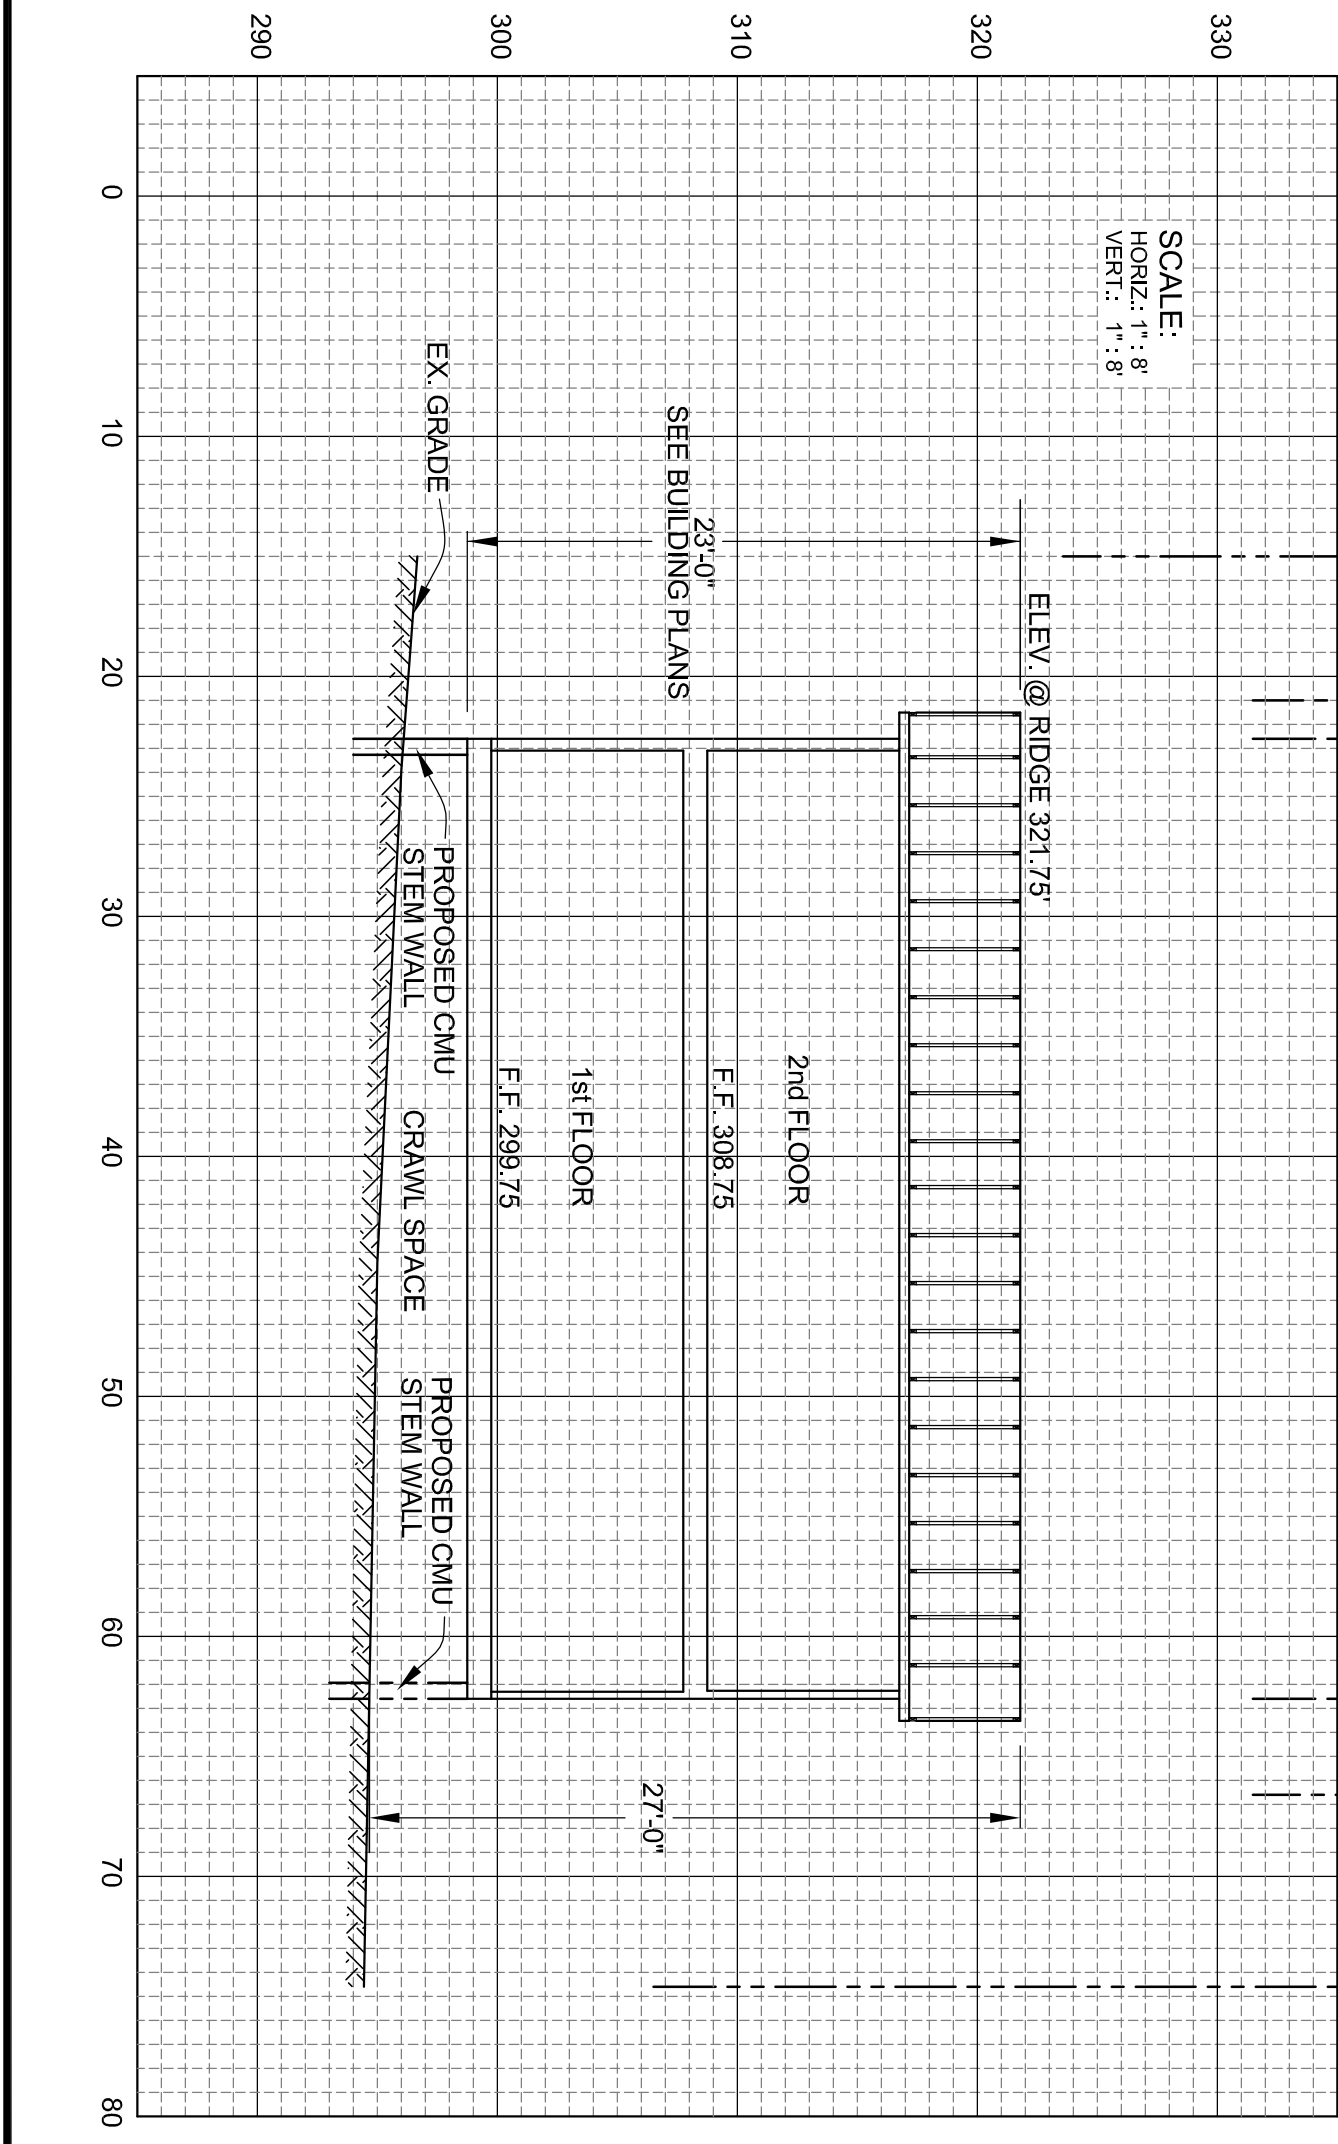 330
320
310
300
290
SCALE:
HORIZ.: 1" : 8'
VERT.: 1" : 8'
ELEV. @ RIDGE 321.75'
23'-0"
SEE BUILDING PLANS
2nd FLOOR
F.F. 308.75
1st FLOOR
F.F. 299.75
27'-0"
EX. GRADE
PROPOSED CMU
STEM WALL
CRAWL SPACE
PROPOSED CMU
STEM WALL
0
10
20
30
40
50
60
70
80